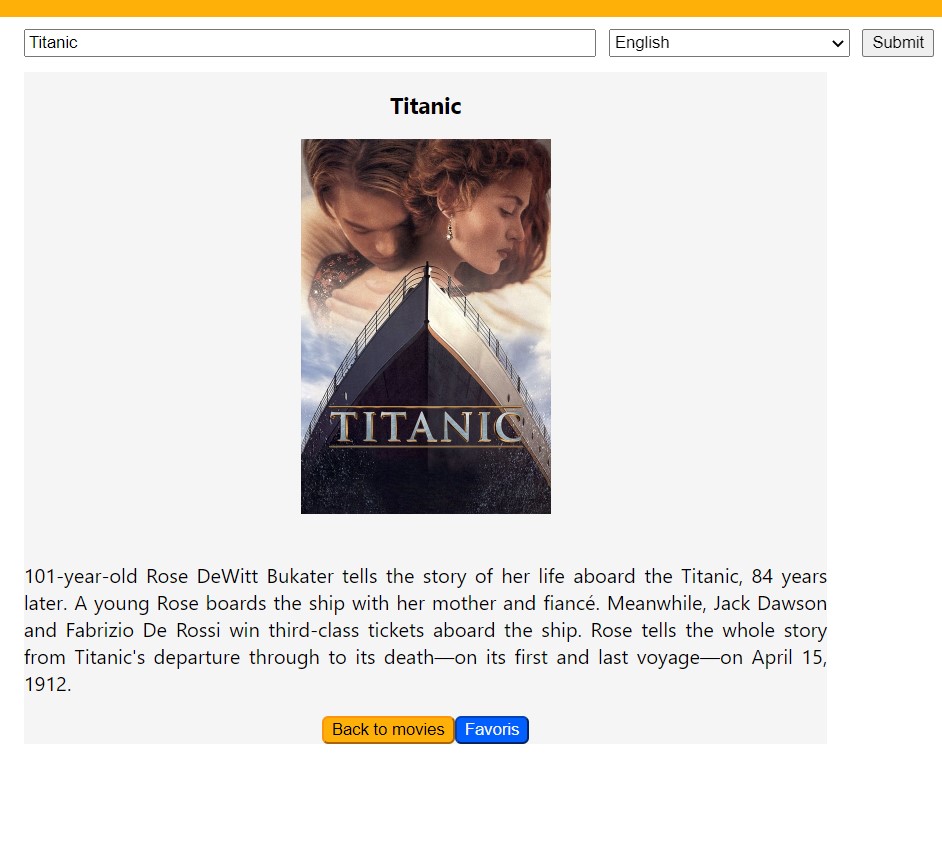 Titanic
English
Submit
Titanic
TITANIC
101-year-old Rose DeWitt Bukater tells the story of her life aboard the Titanic, 84 years
later. A young Rose boards the ship with her mother and fiancé. Meanwhile, Jack Dawson
and Fabrizio De Rossi win third-class tickets aboard the ship. Rose tells the whole story
from Titanic's departure through to its death—on its first and last voyage—on April 15,
1912.
Back to movies
Favoris